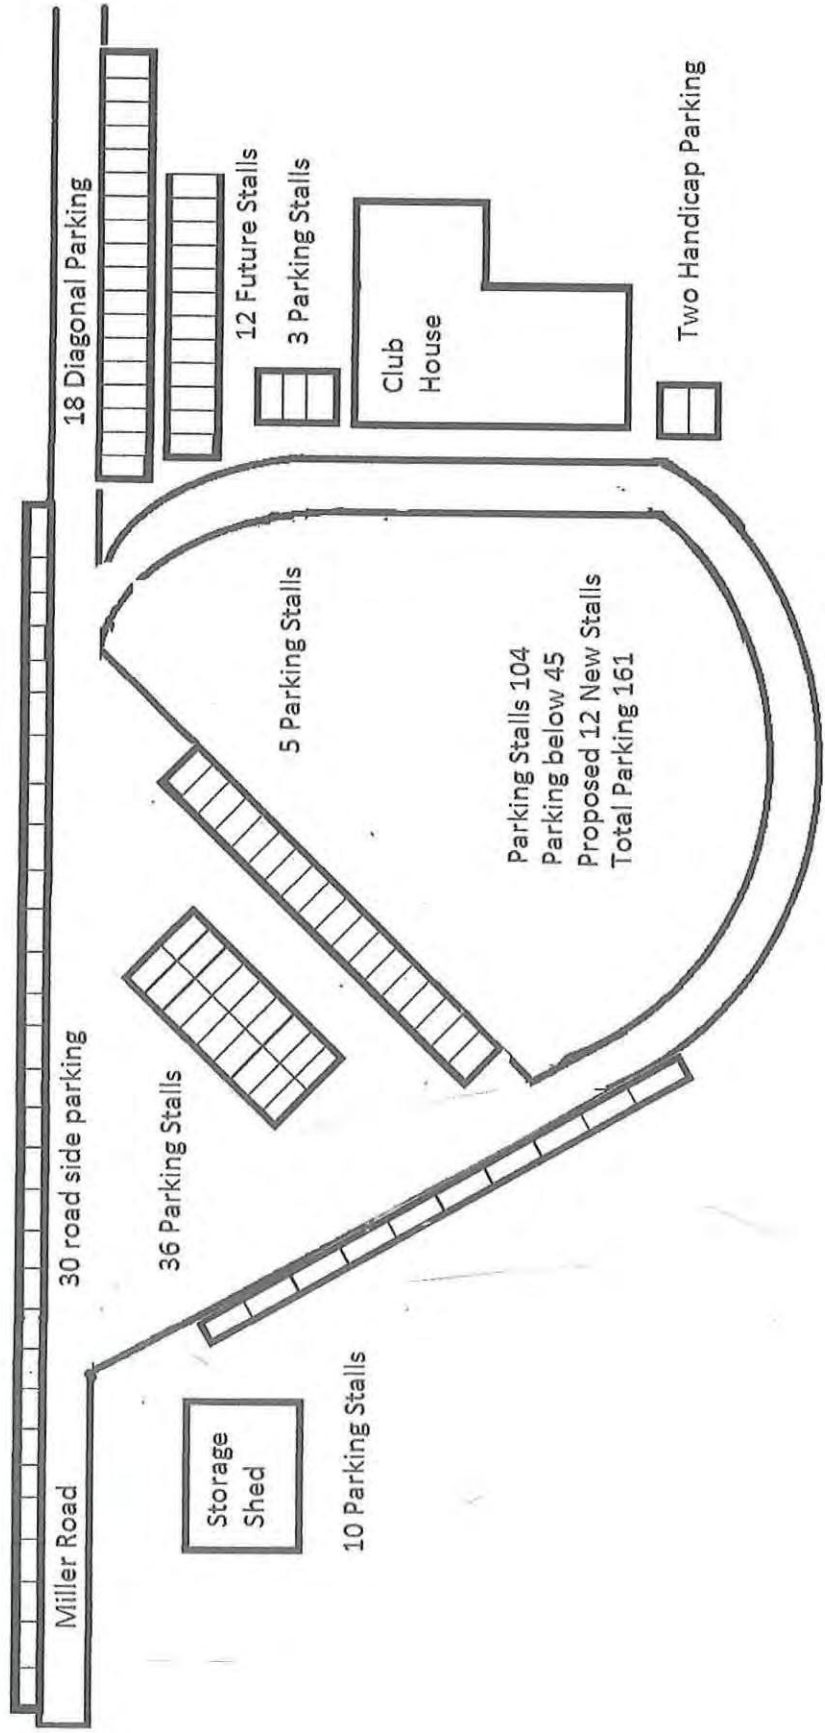 Miller Road
30 road side parking
18 Diagonal Parking
36 Parking Stalls
12 Future Stalls
Storage
Shed
5 Parking Stalls
3 Parking Stalls
10 Parking Stalls
Club
House
Parking Stalls 104
Parking below 45
Proposed 12 New Stalls
Total Parking 161
Two Handicap Parking